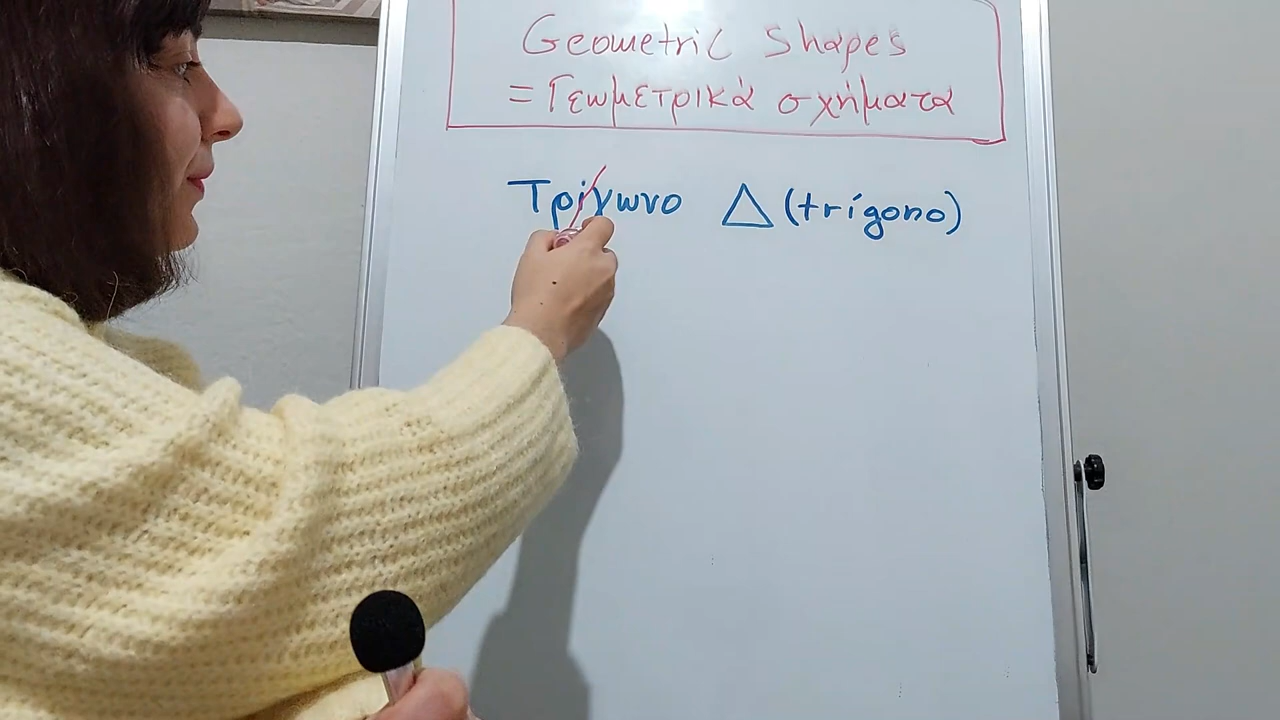 Geometric shapes
= Γεωμετρικά σχήματα
Τρίγωνο Δ (trígono)